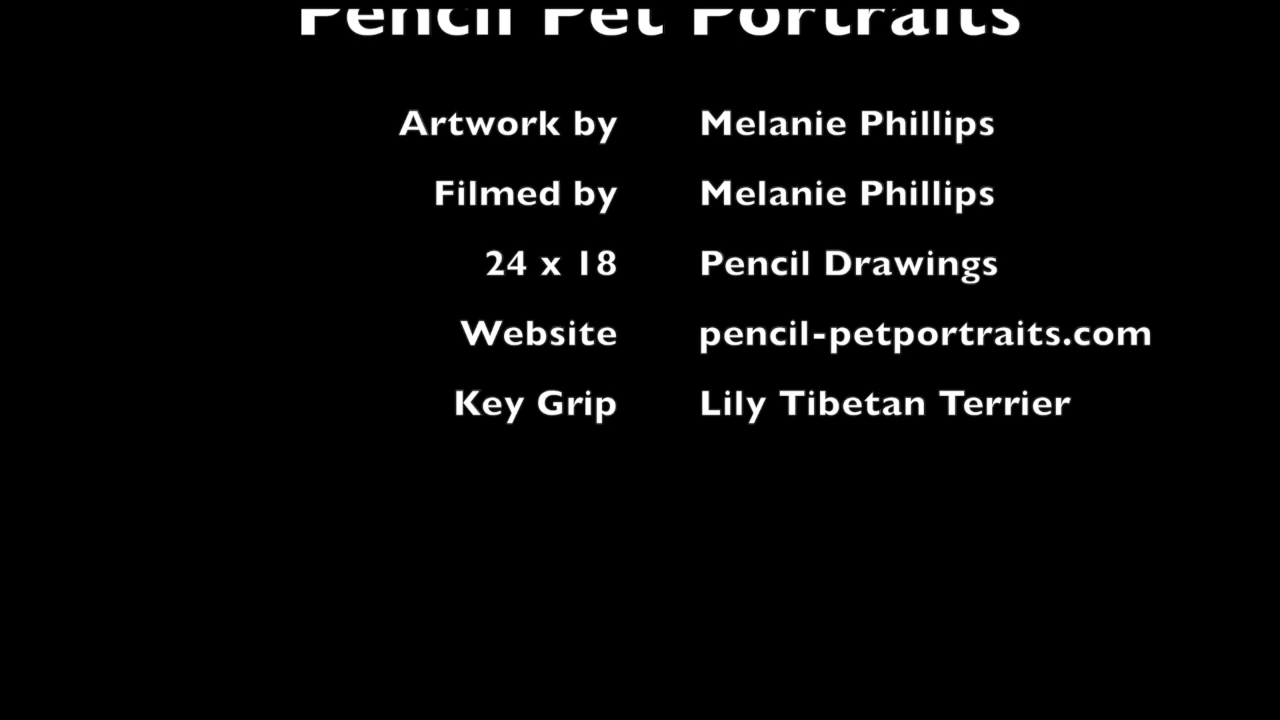 Pencil Pet Portraits
Artwork by Melanie Phillips
Filmed by Melanie Phillips
24 x 18 Pencil Drawings
Website pencil-petportraits.com
Key Grip Lily Tibetan Terrier